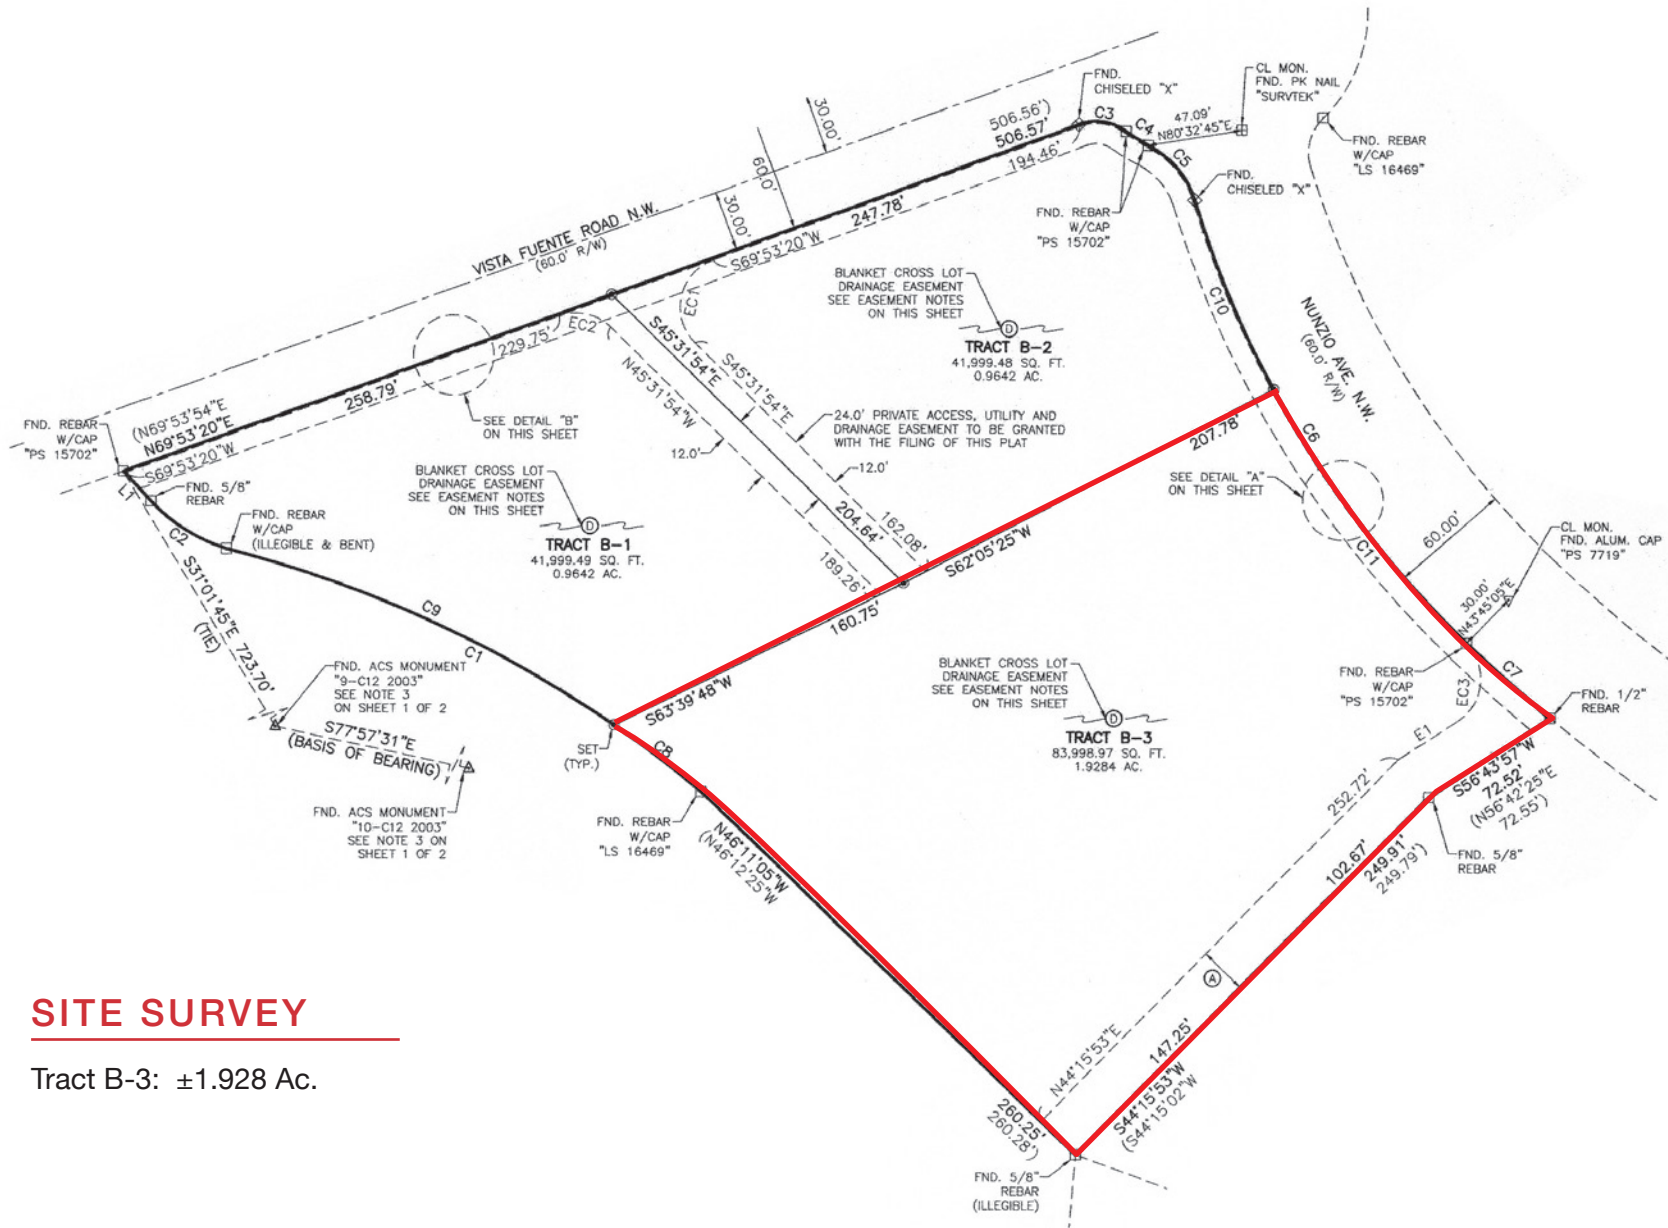 FND.
CHISELED "X"
CL MON.
FND. PK NAIL
"SURVTEK"
C3
C4
47.09'
N80°32'45"E
C5
FND. REBAR
W/CAP
"LS 16469"
FND.
CHISELED "X"
FND. REBAR
W/CAP
"PS 15702"
30.00'
60.0'
30.00'
506.56')
506.57'
194.46'
247.78'
S69°53'20"W
VISTA FUENTE ROAD N.W.
(60.0' R/W)
EC1
EC2
229.75'
258.79'
(N69°53'54"E
N69°53'20"E
S69°53'20"W
FND. REBAR
W/CAP
"PS 15702"
L1
FND. 5/8"
REBAR
C2
FND. REBAR
W/CAP
(ILLEGIBLE & BENT)
SEE DETAIL "B"
ON THIS SHEET
BLANKET CROSS LOT
DRAINAGE EASEMENT
SEE EASEMENT NOTES
ON THIS SHEET
D
TRACT B-2
41,999.48 SQ. FT.
0.9642 AC.
C10
NUNZIO AVE. N.W.
(60.0' R/W)
S45°31'54"E
S45°31'54"E
N45°31'54"W
24.0' PRIVATE ACCESS, UTILITY AND
DRAINAGE EASEMENT TO BE GRANTED
WITH THE FILING OF THIS PLAT
12.0'
12.0'
204.64'
162.08'
189.26'
BLANKET CROSS LOT
DRAINAGE EASEMENT
SEE EASEMENT NOTES
ON THIS SHEET
D
TRACT B-1
41,999.49 SQ. FT.
0.9642 AC.
207.78'
S62°05'25"W
160.75'
S63°39'48"W
C6
SEE DETAIL "A"
ON THIS SHEET
C11
60.00'
CL MON.
FND. ALUM. CAP
"PS 7719"
30.00'
N43°45'05"E
S31°01'45"E 723.70'
(TIE)
C9
C1
FND. ACS MONUMENT
"9-C12 2003"
SEE NOTE 3
ON SHEET 1 OF 2
S77°57'31"E
(BASIS OF BEARING)
FND. ACS MONUMENT
"10-C12 2003"
SEE NOTE 3 ON
SHEET 1 OF 2
SET
(TYP.)
C8
FND. REBAR
W/CAP
"LS 16469"
BLANKET CROSS LOT
DRAINAGE EASEMENT
SEE EASEMENT NOTES
ON THIS SHEET
D
TRACT B-3
83,998.97 SQ. FT.
1.9284 AC.
FND. REBAR
W/CAP
"PS 15702"
EC3
C7
FND. 1/2"
REBAR
E1
252.72'
S56°43'57"W
72.52'
(N56°42'25"E
72.55')
FND. 5/8"
REBAR
102.67'
249.91'
249.79')
N46°11'05"W
(N46°12'25"W
A
N44°15'53"E
147.25'
S44°15'53"W
(S44°15'02"W
260.25'
260.28')
FND. 5/8"
REBAR
(ILLEGIBLE)
SITE SURVEY
Tract B-3: ±1.928 Ac.